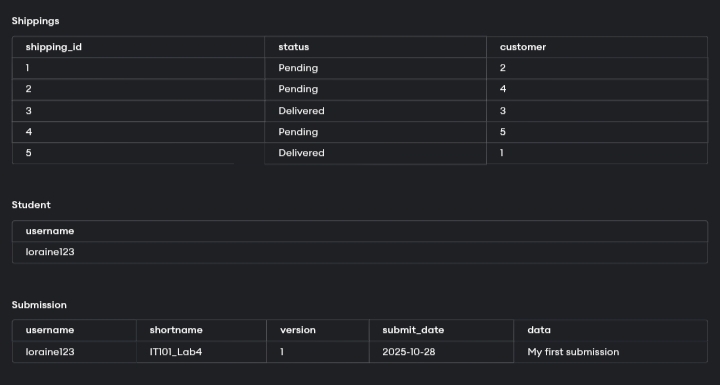 Shippings
shipping_id status customer
1 Pending 2
2 Pending 4
3 Delivered 3
4 Pending 5
5 Delivered 1
Student
username
loraine123
Submission
username shortname version submit_date data
loraine123 IT101_Lab4 1 2025-10-28 My first submission